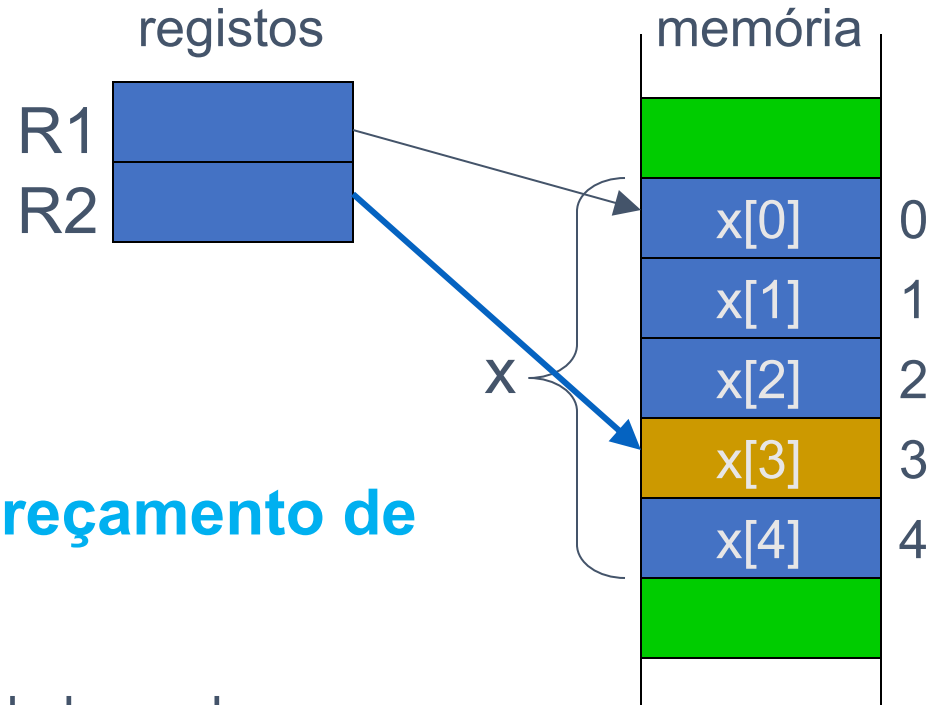 registos
memória
R1
R2
x[0] 0
x[1] 1
x
x[2] 2
x[3] 3
reçamento de
x[4] 4